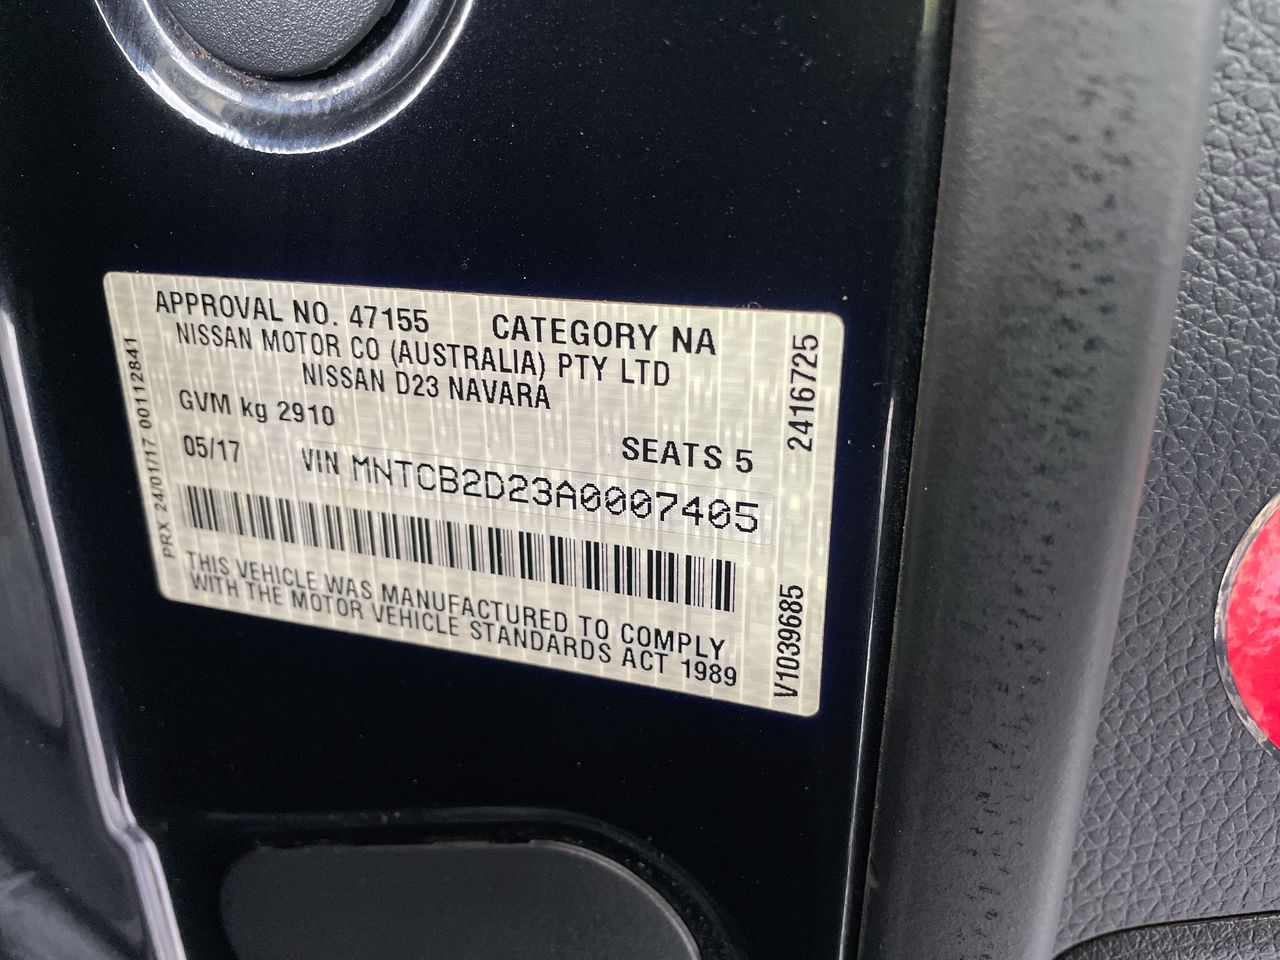 APPROVAL NO. 47155 CATEGORY NA
NISSAN MOTOR CO (AUSTRALIA) PTY LTD
NISSAN D23 NAVARA
GVM kg 2910
SEATS 5
05/17 VIN MNTCB2D23A0007405
THIS VEHICLE WAS MANUFACTURED TO COMPLY
WITH THE MOTOR VEHICLE STANDARDS ACT 1989
PRX 24/01/17 00112841
V1039685 2416725